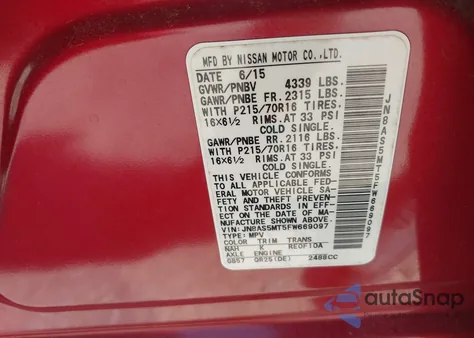 MFD BY NISSAN MOTOR CO.,LTD.
DATE 6/15
GVWR/PNBV 4339 LBS.
GAWR/PNBE FR. 2315 LBS.
WITH P215/70R16 TIRES,
16X6½ RIMS.AT 33 PSI
COLD SINGLE.
GAWR/PNBE RR. 2116 LBS.
WITH P215/70R16 TIRES,
16X6½ RIMS.AT 33 PSI
COLD SINGLE.
THIS VEHICLE CONFORMS
TO ALL APPLICABLE FED-
ERAL MOTOR VEHICLE SA-
FETY AND THEFT PREVEN-
TION STANDARDS IN EFF-
ECT ON THE DATE OF MA-
NUFACTURE SHOWN ABOVE.
VIN: JN8AS5MT5FW669097
TYPE: MPV
COLOR TRIM TRANS
NAH K RE0F10A
AXLE ENGINE
GB57 QR25(DE) 2488CC
JN8AS5MT5FW669097
autoSnap